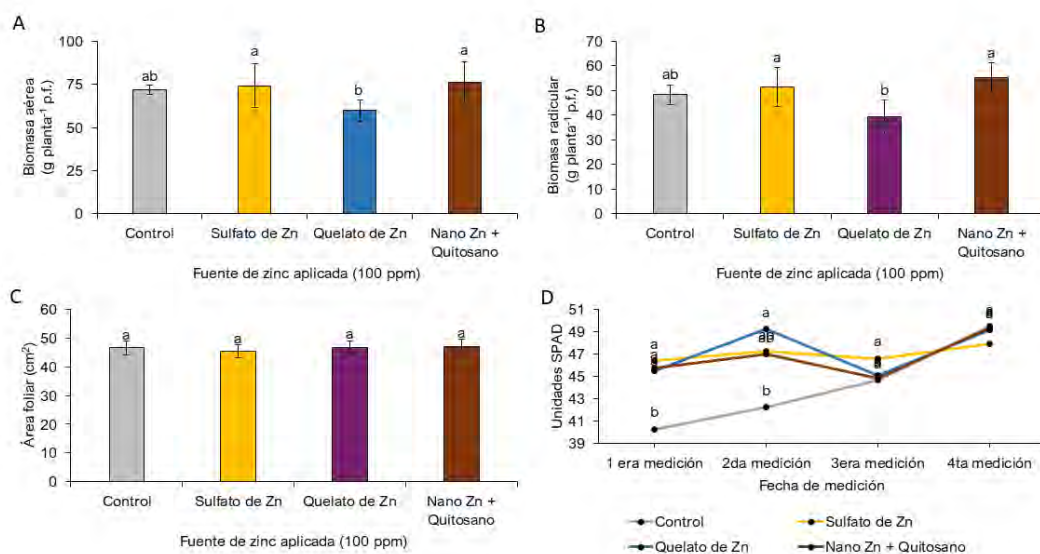 A
100
75
50
25
0
Biomasa aérea
(g planta⁻¹ p.f.)
ab
a
b
a
Control
Sulfato de Zn
Quelato de Zn
Nano Zn +
Quitosano
Fuente de zinc aplicada (100 ppm)
B
70
60
50
40
30
20
10
0
Biomasa radicular
(g planta⁻¹ p.f.)
ab
a
b
a
Control
Sulfato de Zn
Quelato de Zn
Nano Zn +
Quitosano
Fuente de zinc aplicada (100 ppm)
C
60
50
40
30
20
10
0
Área foliar (cm²)
a
a
a
a
Control
Sulfato de Zn
Quelato de Zn
Nano Zn +
Quitosano
Fuente de zinc aplicada (100 ppm)
D
51
49
47
45
43
41
39
Unidades SPAD
a
a
b
a
ab
b
a
a
a
a
1 era medición
2da medición
3era medición
4ta medición
Fecha de medición
Control
Sulfato de Zn
Quelato de Zn
Nano Zn + Quitosano